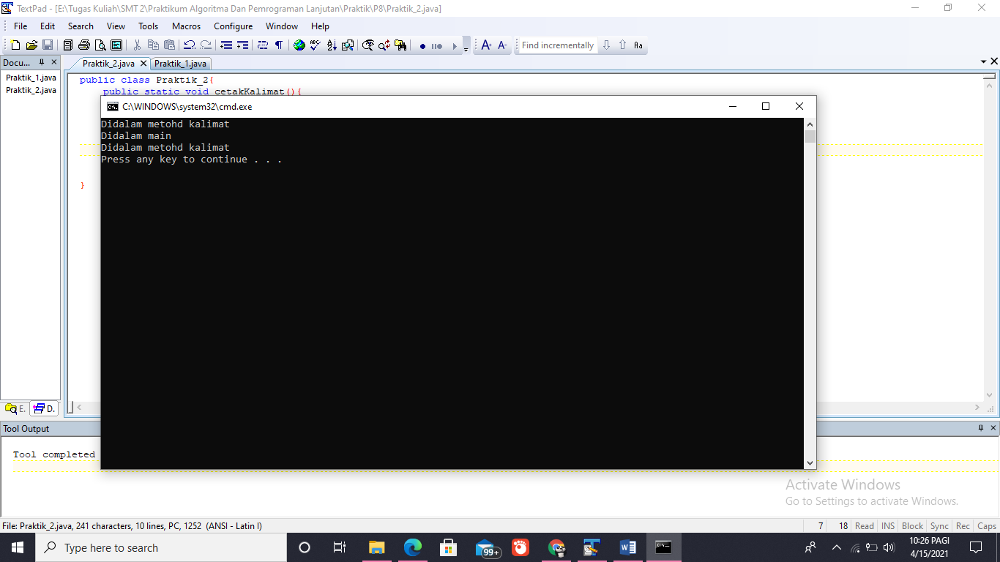 TextPad - [E:\Tugas Kuliah\SMT 2\Praktikum Algoritma Dan Pemrograman Lanjutan\Praktik\P8\Praktik_2.java]
File Edit Search View Tools Macros Configure Window Help
Find incrementally
Docu...
Praktik_2.java Praktik_1.java
Praktik_1.java
Praktik_2.java
public class Praktik_2{
public static void cetakKalimat(){
}
C:\WINDOWS\system32\cmd.exe
Didalam metohd kalimat
Didalam main
Didalam metohd kalimat
Press any key to continue . . .
E. D.
Tool Output
Tool completed
Activate Windows
Go to Settings to activate Windows.
File: Praktik_2.java, 241 characters, 10 lines, PC, 1252 (ANSI - Latin I) 7 18 Read INS Block Sync Rec Caps
Type here to search
99+
10:26 PAGI
4/15/2021